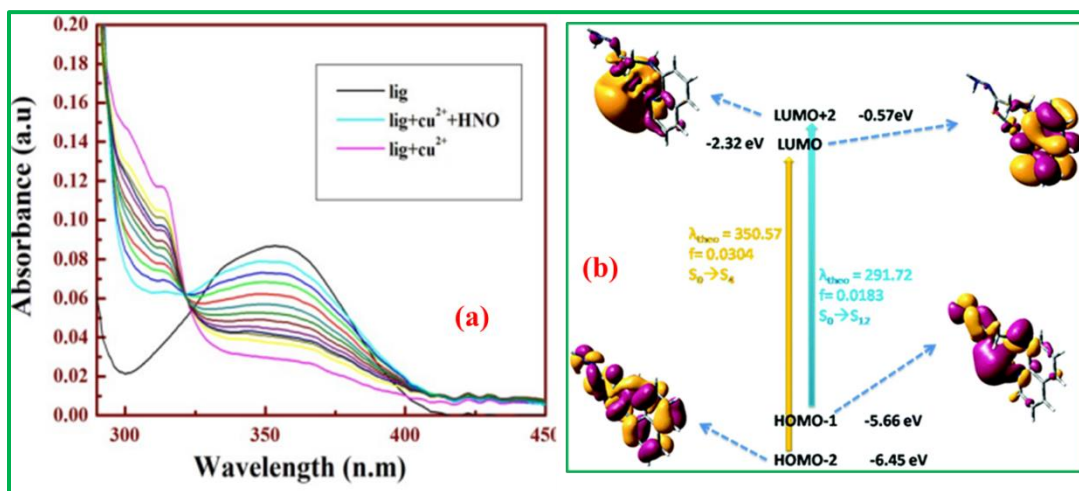 0.20
0.18
0.16
0.14
0.12
0.10
0.08
0.06
0.04
0.02
0.00
Absorbance (a.u)
lig
lig+cu²⁺+HNO
lig+cu²⁺
(a)
300
350
400
450
Wavelength (n.m)
LUMO+2 -0.57eV
-2.32 eV LUMO
λtheo = 350.57
f= 0.0304
S₀→S₄
(b)
λtheo = 291.72
f= 0.0183
S₀→S₁₂
HOMO-1 -5.66 eV
HOMO-2 -6.45 eV